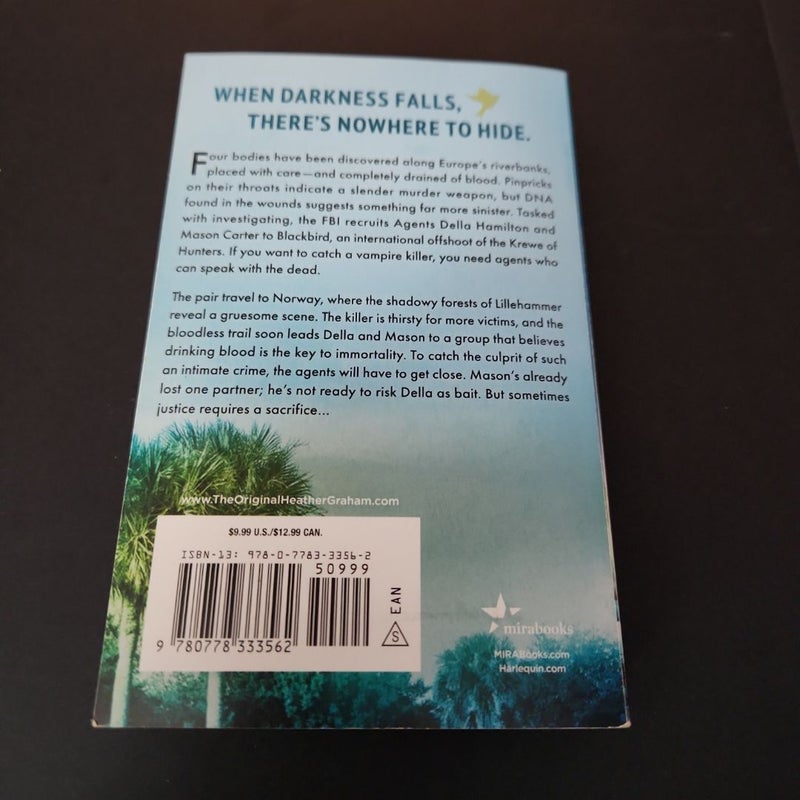 WHEN DARKNESS FALLS,
THERE'S NOWHERE TO HIDE.
Four bodies have been discovered along Europe's riverbanks,
placed with care—and completely drained of blood. Pinpricks
on their throats indicate a slender murder weapon, but DNA
found in the wounds suggests something far more sinister. Tasked
with investigating, the FBI recruits Agents Della Hamilton and
Mason Carter to Blackbird, an international offshoot of the Krewe of
Hunters. If you want to catch a vampire killer, you need agents who
can speak with the dead.
The pair travel to Norway, where the shadowy forests of Lillehammer
reveal a gruesome scene. The killer is thirsty for more victims, and the
bloodless trail soon leads Della and Mason to a group that believes
drinking blood is the key to immortality. To catch the culprit of such
an intimate crime, the agents will have to get close. Mason's already
lost one partner; he's not ready to risk Della as bait. But sometimes
justice requires a sacrifice...
www.TheOriginalHeatherGraham.com
$9.99 U.S./$12.99 CAN.
ISBN-13: 978-0-7783-3356-2
50999
9 780778 333562
S
EAN
mirabooks
MIRABooks.com
Harlequin.com